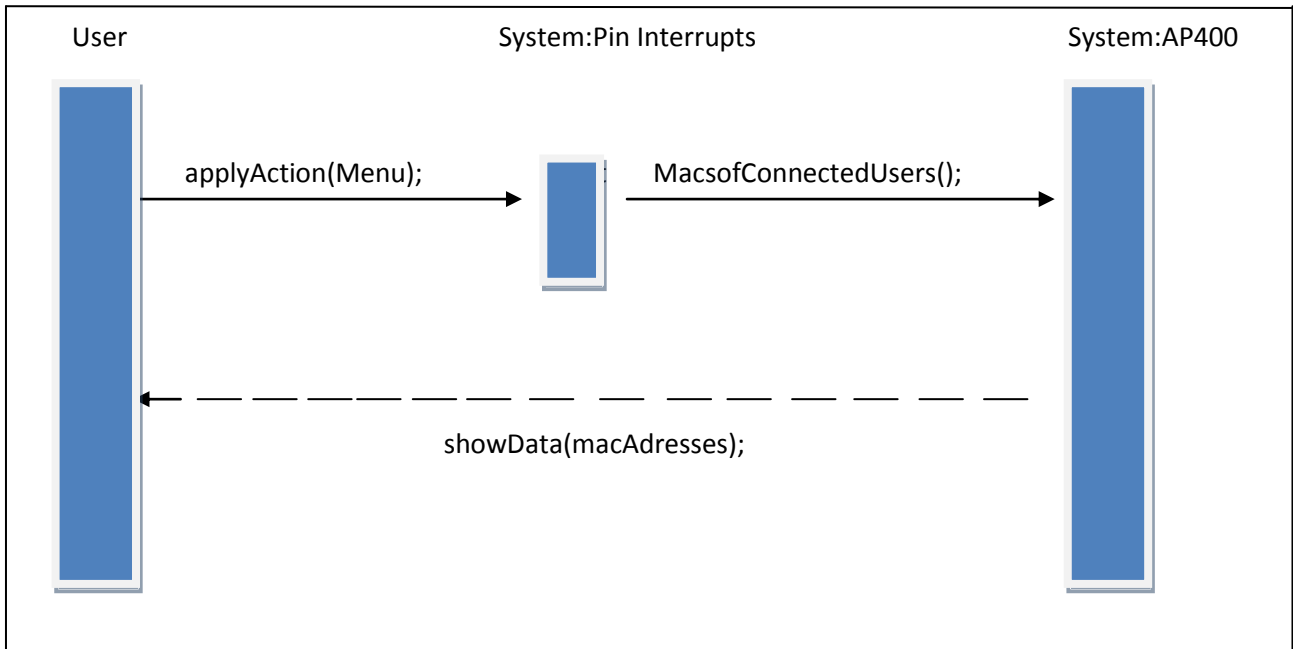 User
System:Pin Interrupts
System:AP400
applyAction(Menu);
MacsofConnectedUsers();
showData(macAdresses);